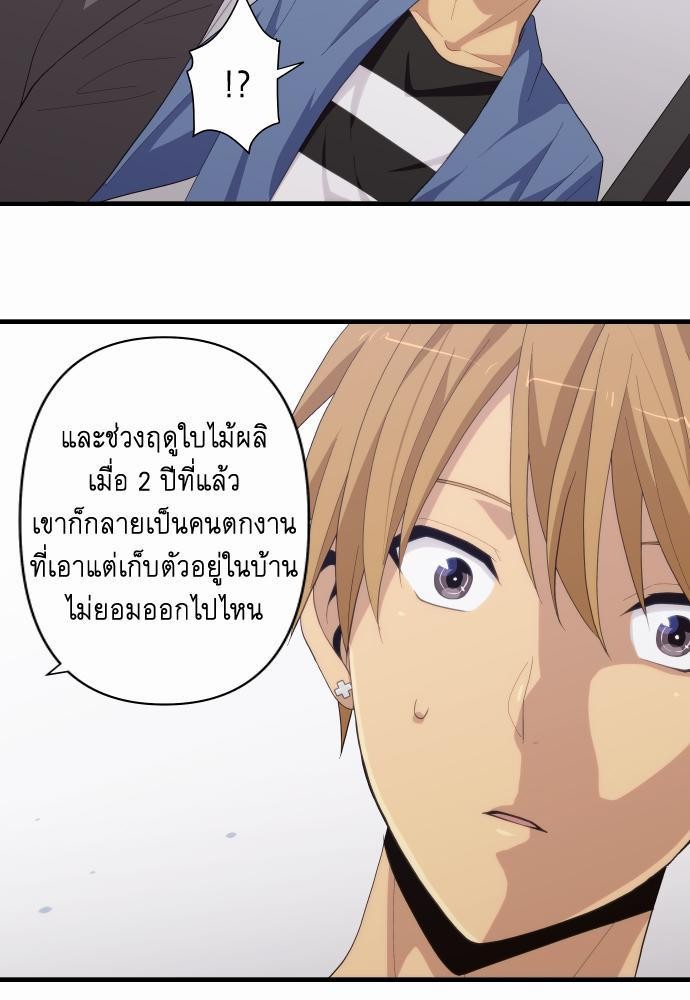 !?
และช่วงฤดูใบไม้ผลิ
เมื่อ 2 ปีที่แล้ว
เขาก็กลายเป็นคนตกงาน
ที่เอาแต่เก็บตัวอยู่ในบ้าน
ไม่ยอมออกไปไหน